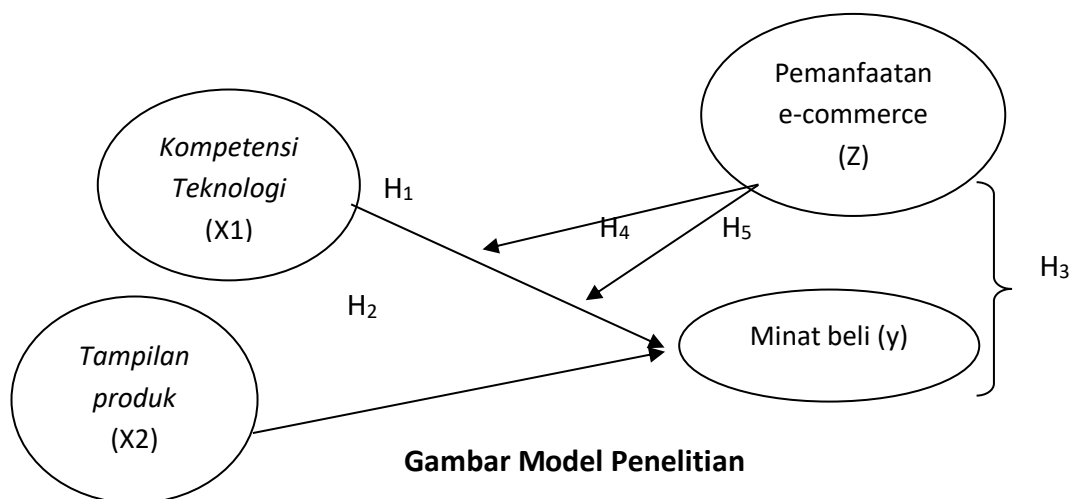 Pemanfaatan
e-commerce
(Z)
Kompetensi
Teknologi
(X1)
H1
H4
H5
H3
H2
Minat beli (y)
Tampilan
produk
(X2)
Gambar Model Penelitian